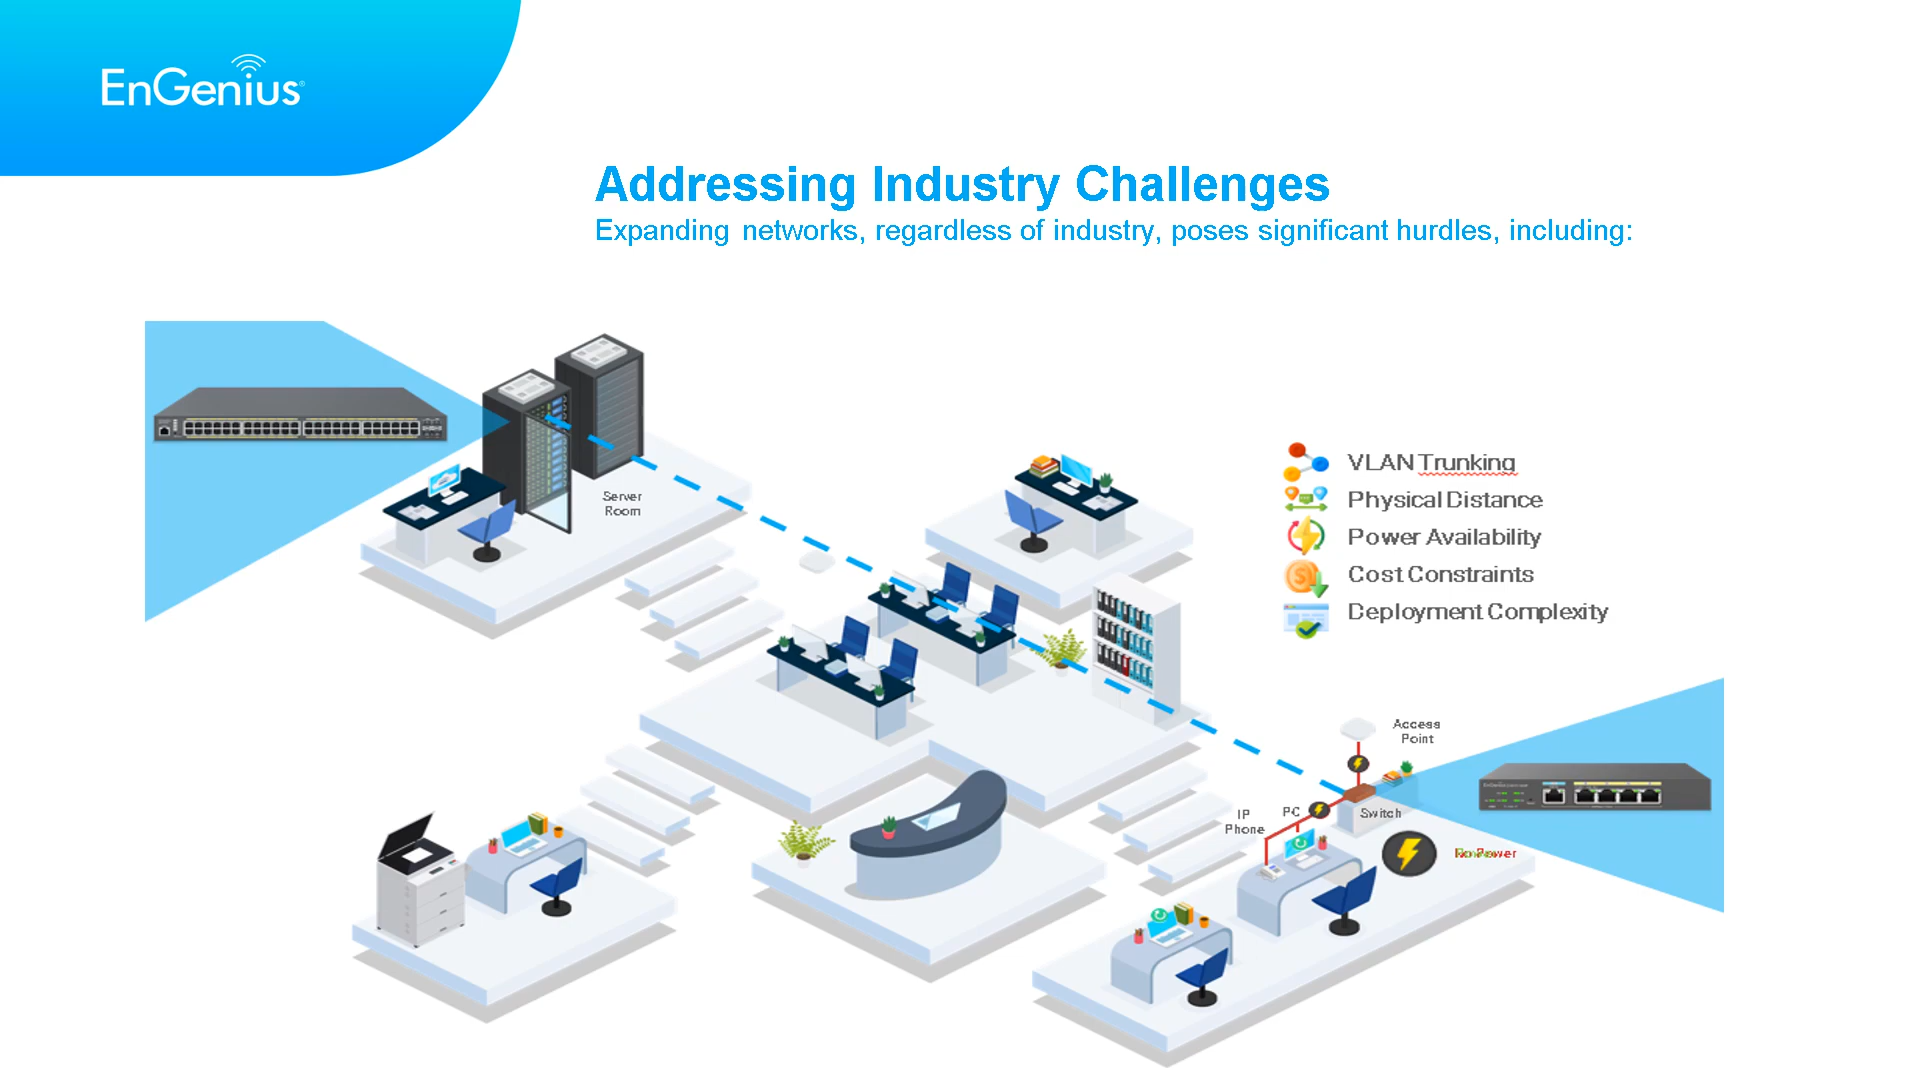 EnGenius
Addressing Industry Challenges
Expanding networks, regardless of industry, poses significant hurdles, including:
Server
Room
VLAN Trunking
Physical Distance
Power Availability
Cost Constraints
Deployment Complexity
Access
Point
IP
Phone
PC
Switch
Power